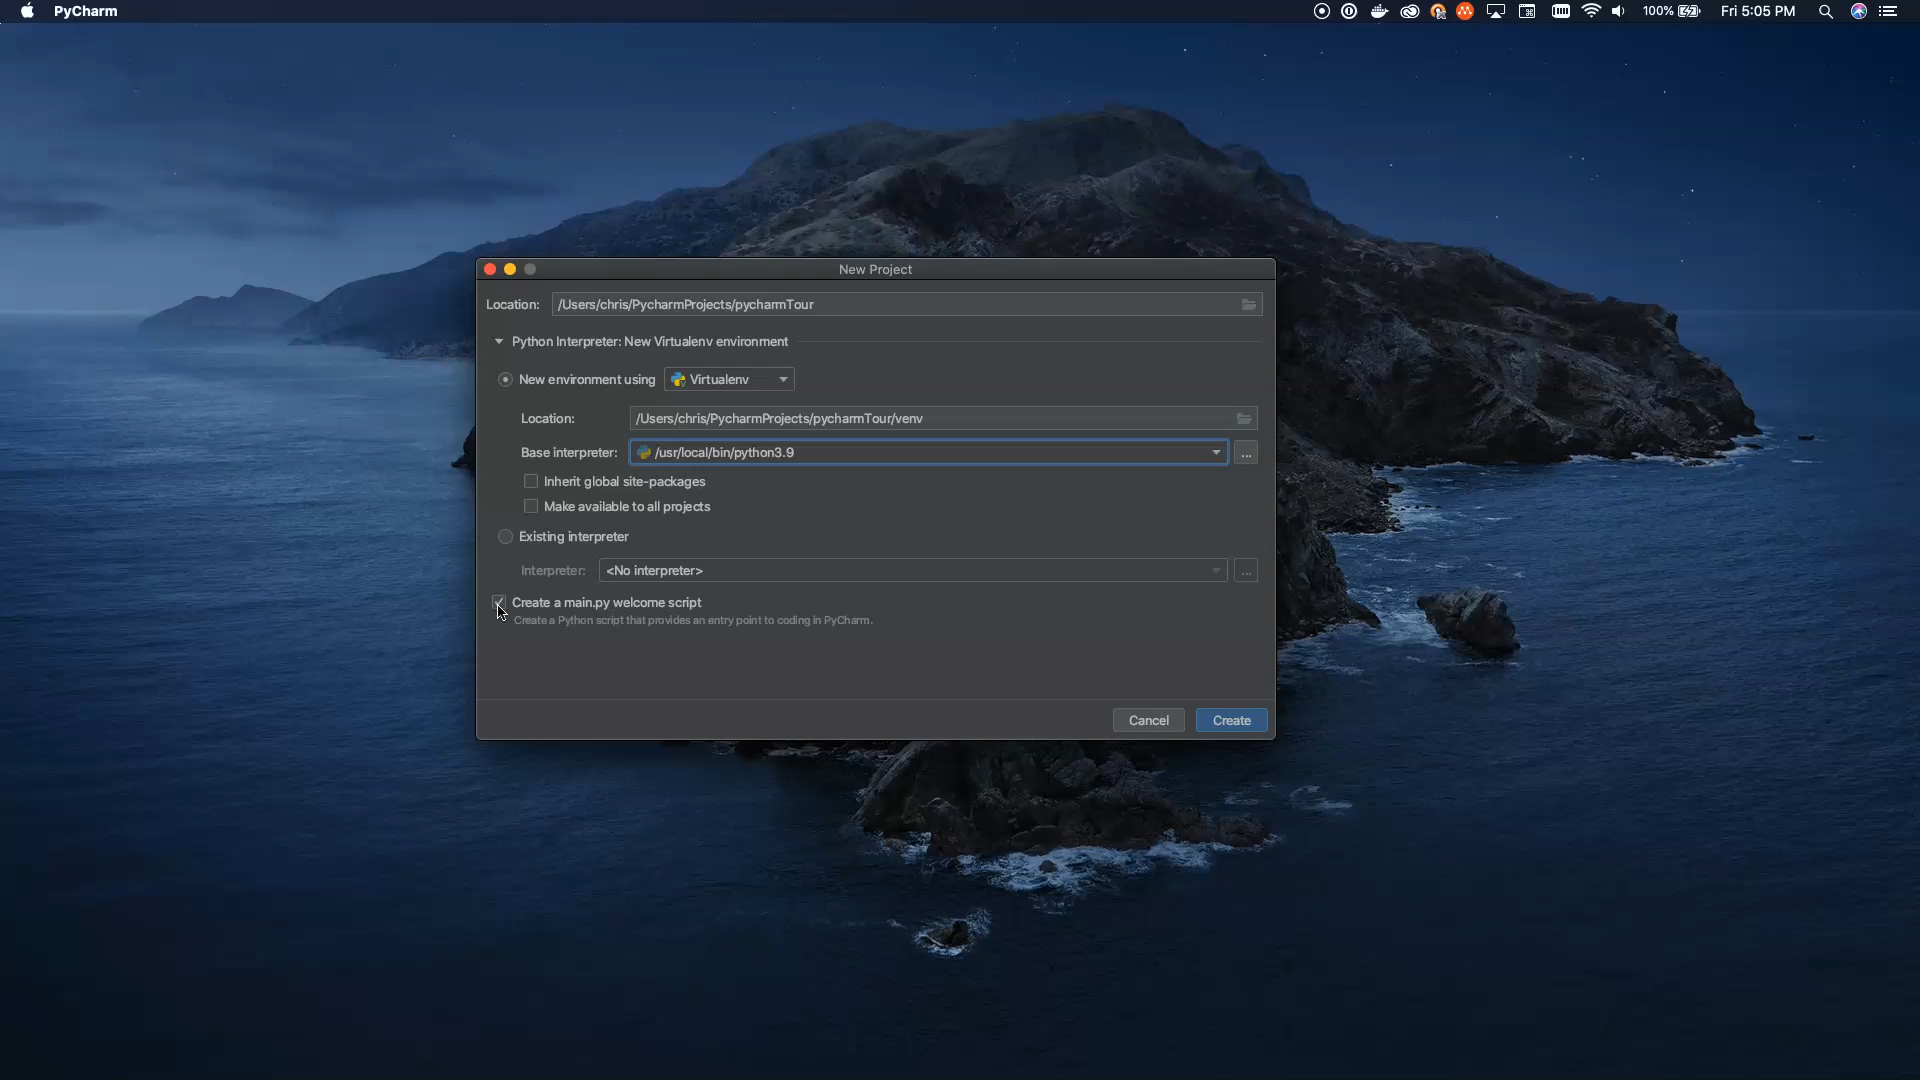 PyCharm
100%
Fri 5:05 PM
New Project
Location: /Users/chris/PycharmProjects/pycharmTour
Python Interpreter: New Virtualenv environment
New environment using Virtualenv
Location: /Users/chris/PycharmProjects/pycharmTour/venv
Base interpreter: /usr/local/bin/python3.9 ...
Inherit global site-packages
Make available to all projects
Existing interpreter
Interpreter: <No interpreter> ...
Create a main.py welcome script
Create a Python script that provides an entry point to coding in PyCharm.
Cancel Create